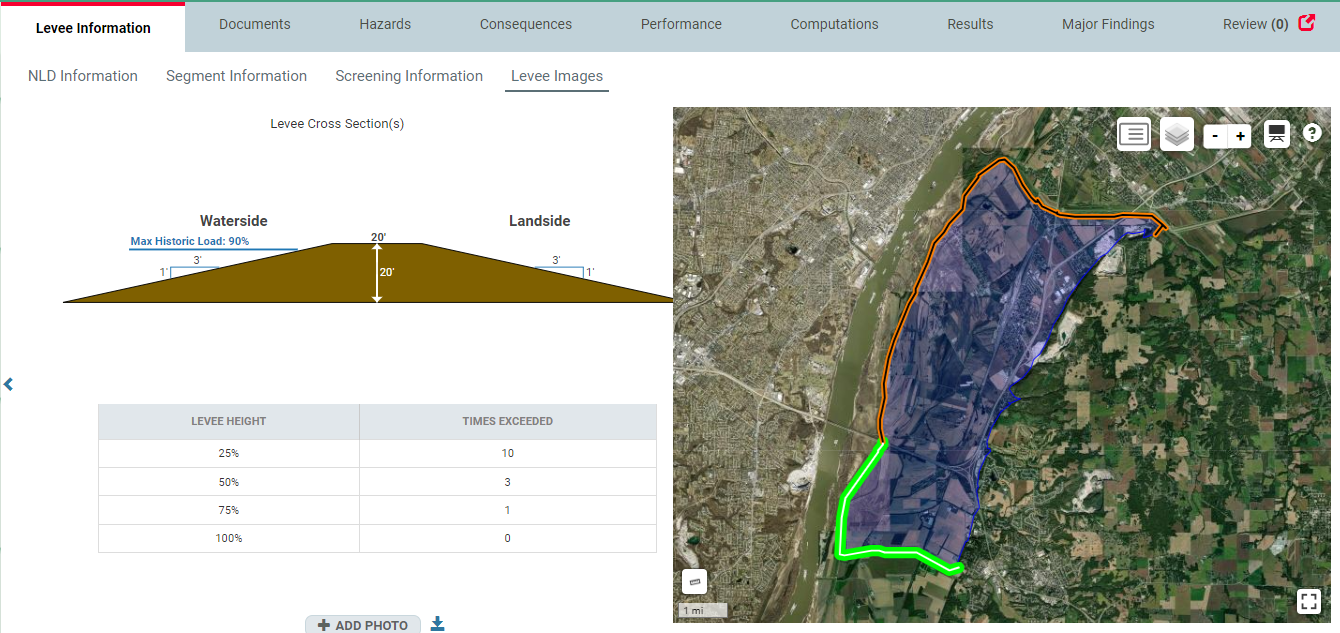 Levee Information
Documents
Hazards
Consequences
Performance
Computations
Results
Major Findings
Review (0)
NLD Information
Segment Information
Screening Information
Levee Images
Levee Cross Section(s)
Waterside
Landside
Max Historic Load: 90%
20'
3'
1'
20'
3'
1'
LEVEE HEIGHT TIMES EXCEEDED
25% 10
50% 3
75% 1
100% 0
+ ADD PHOTO
- +
?
1 mi